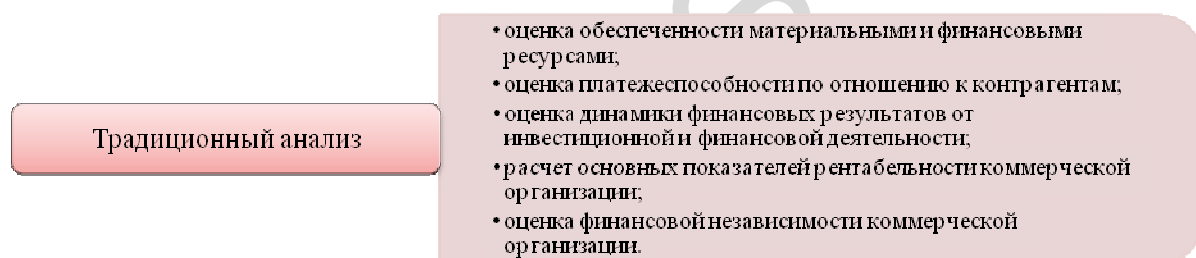 Традиционный анализ
• оценка обеспеченности материальными и финансовыми
ресурсами;
• оценка платежеспособности по отношению к контрагентам;
• оценка динамики финансовых результатов от
инвестиционной и финансовой деятельности;
• расчет основных показателей рентабельности коммерческой
организации;
• оценка финансовой независимости коммерческой
организации.